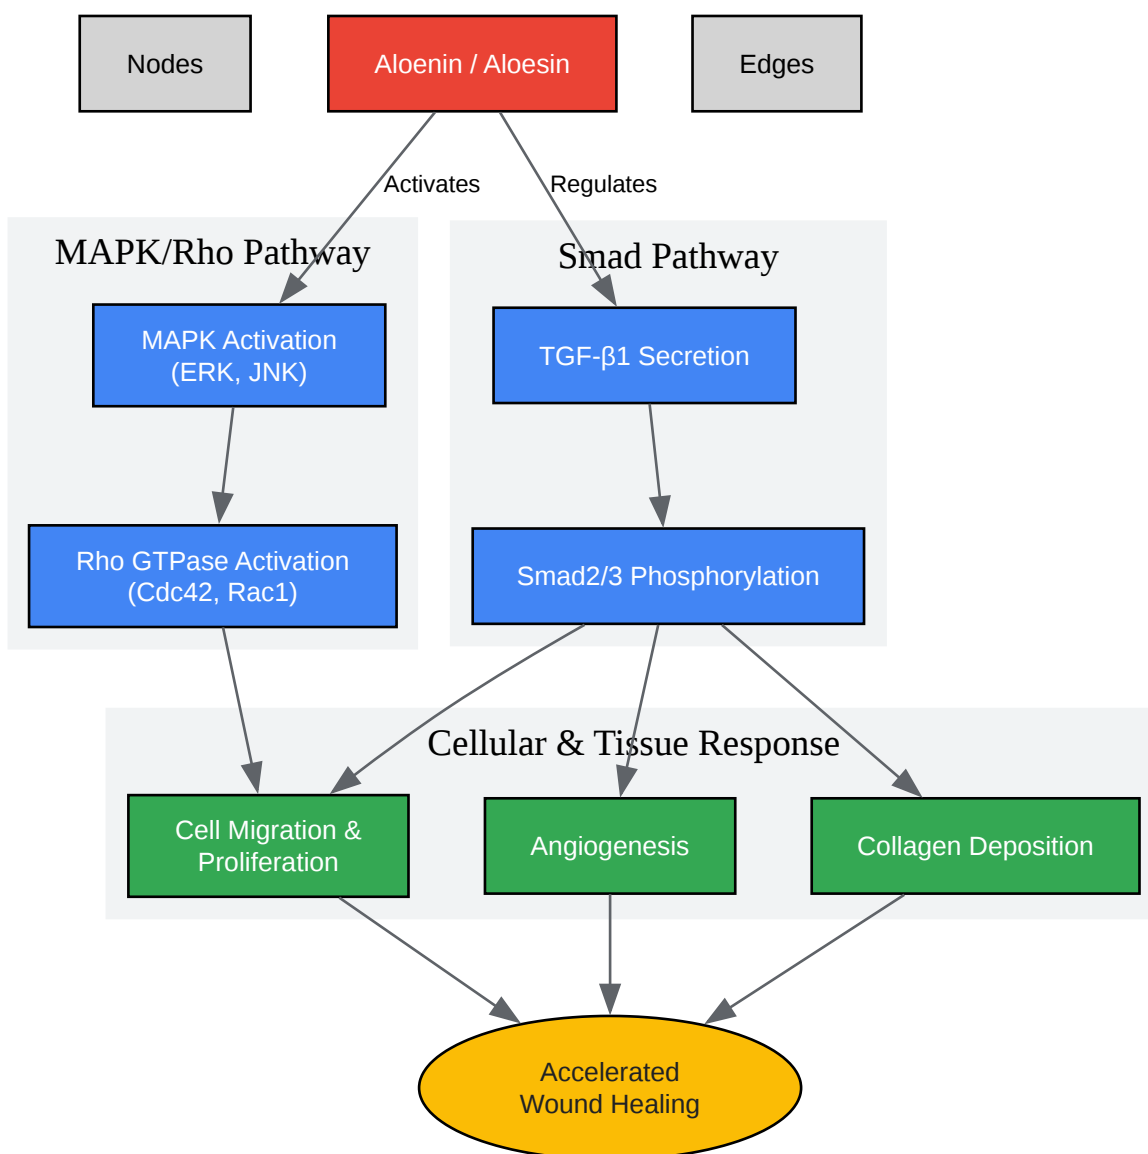 Nodes
Aloenin / Aloesin
Edges
Activates
Regulates
MAPK/Rho Pathway
Smad Pathway
MAPK Activation
(ERK, JNK)
TGF-β1 Secretion
Rho GTPase Activation
(Cdc42, Rac1)
Smad2/3 Phosphorylation
Cellular & Tissue Response
Cell Migration &
Proliferation
Angiogenesis
Collagen Deposition
Accelerated
Wound Healing